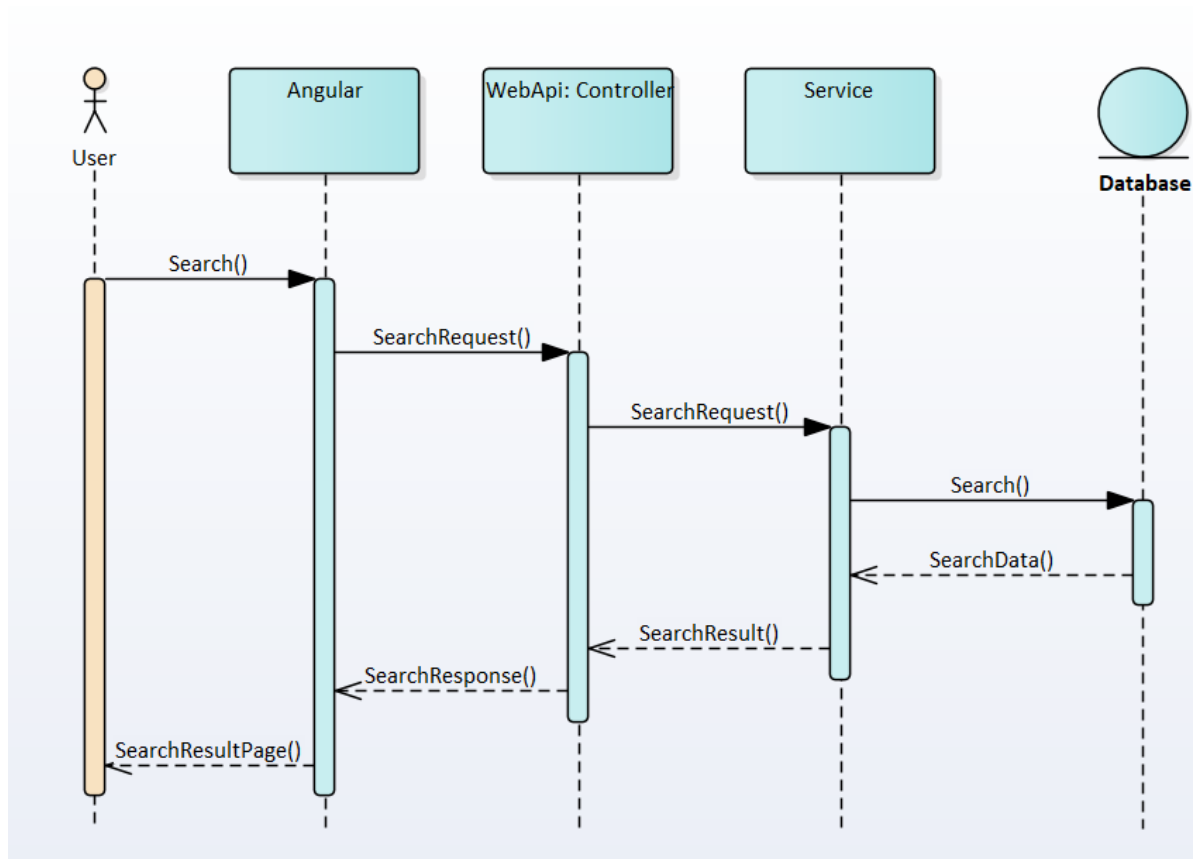 User
Angular
WebApi: Controller
Service
Database
Search()
SearchRequest()
SearchRequest()
Search()
SearchData()
SearchResult()
SearchResponse()
SearchResultPage()